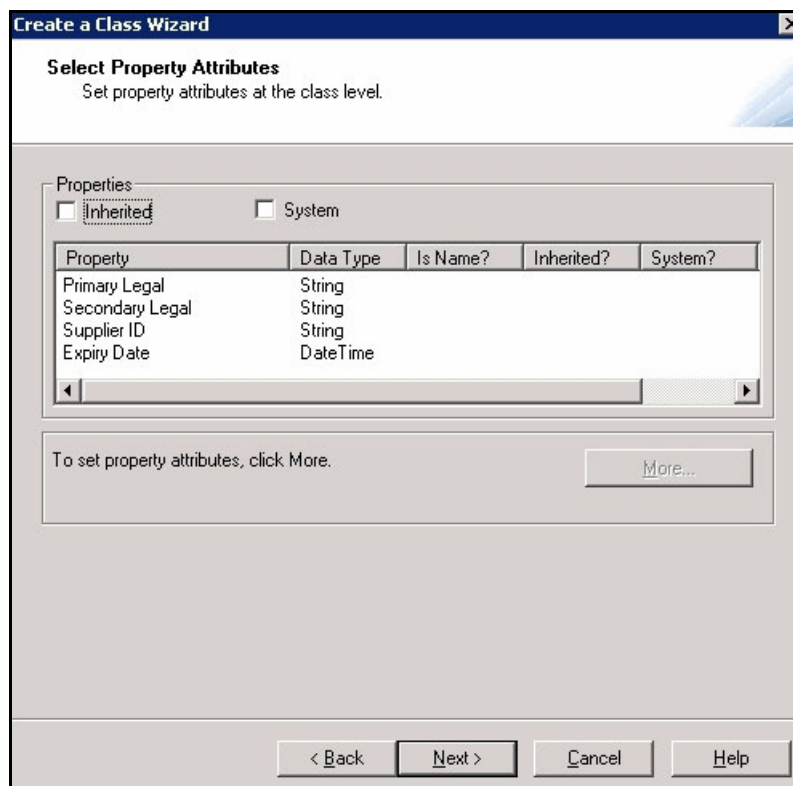 Create a Class Wizard
Select Property Attributes
Set property attributes at the class level.
Properties
Inherited System
Property Data Type Is Name? Inherited? System?
Primary Legal String
Secondary Legal String
Supplier ID String
Expiry Date DateTime
To set property attributes, click More. More...
< Back Next > Cancel Help